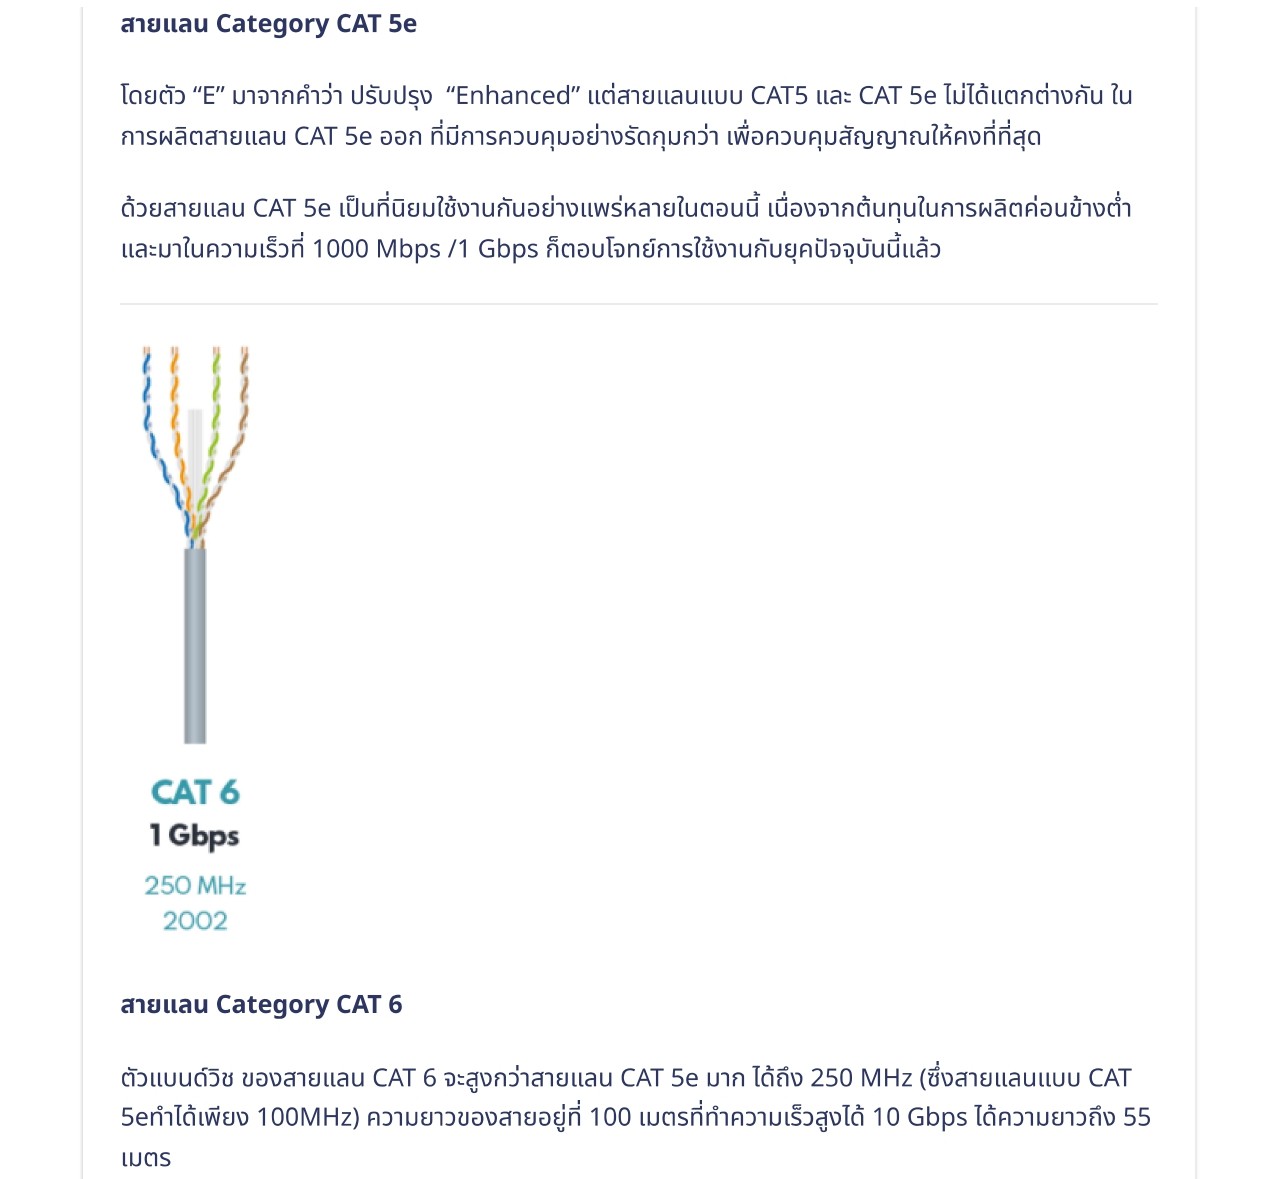 สายแลน Category CAT 5e
โดยตัว “E” มาจากคำว่า ปรับปรุง “Enhanced” แต่สายแลนแบบ CAT5 และ CAT 5e ไม่ได้แตกต่างกัน ใน
การผลิตสายแลน CAT 5e ออก ที่มีการควบคุมอย่างรัดกุมกว่า เพื่อควบคุมสัญญาณให้คงที่ที่สุด
ด้วยสายแลน CAT 5e เป็นที่นิยมใช้งานกันอย่างแพร่หลายในตอนนี้ เนื่องจากต้นทุนในการผลิตค่อนข้างต่ำ
และมาในความเร็วที่ 1000 Mbps /1 Gbps ก็ตอบโจทย์การใช้งานกับยุคปัจจุบันนี้แล้ว
CAT 6
1 Gbps
250 MHz
2002
สายแลน Category CAT 6
ตัวแบนด์วิช ของสายแลน CAT 6 จะสูงกว่าสายแลน CAT 5e มาก ได้ถึง 250 MHz (ซึ่งสายแลนแบบ CAT
5eทำได้เพียง 100MHz) ความยาวของสายอยู่ที่ 100 เมตรที่ทำความเร็วสูงได้ 10 Gbps ได้ความยาวถึง 55
เมตร